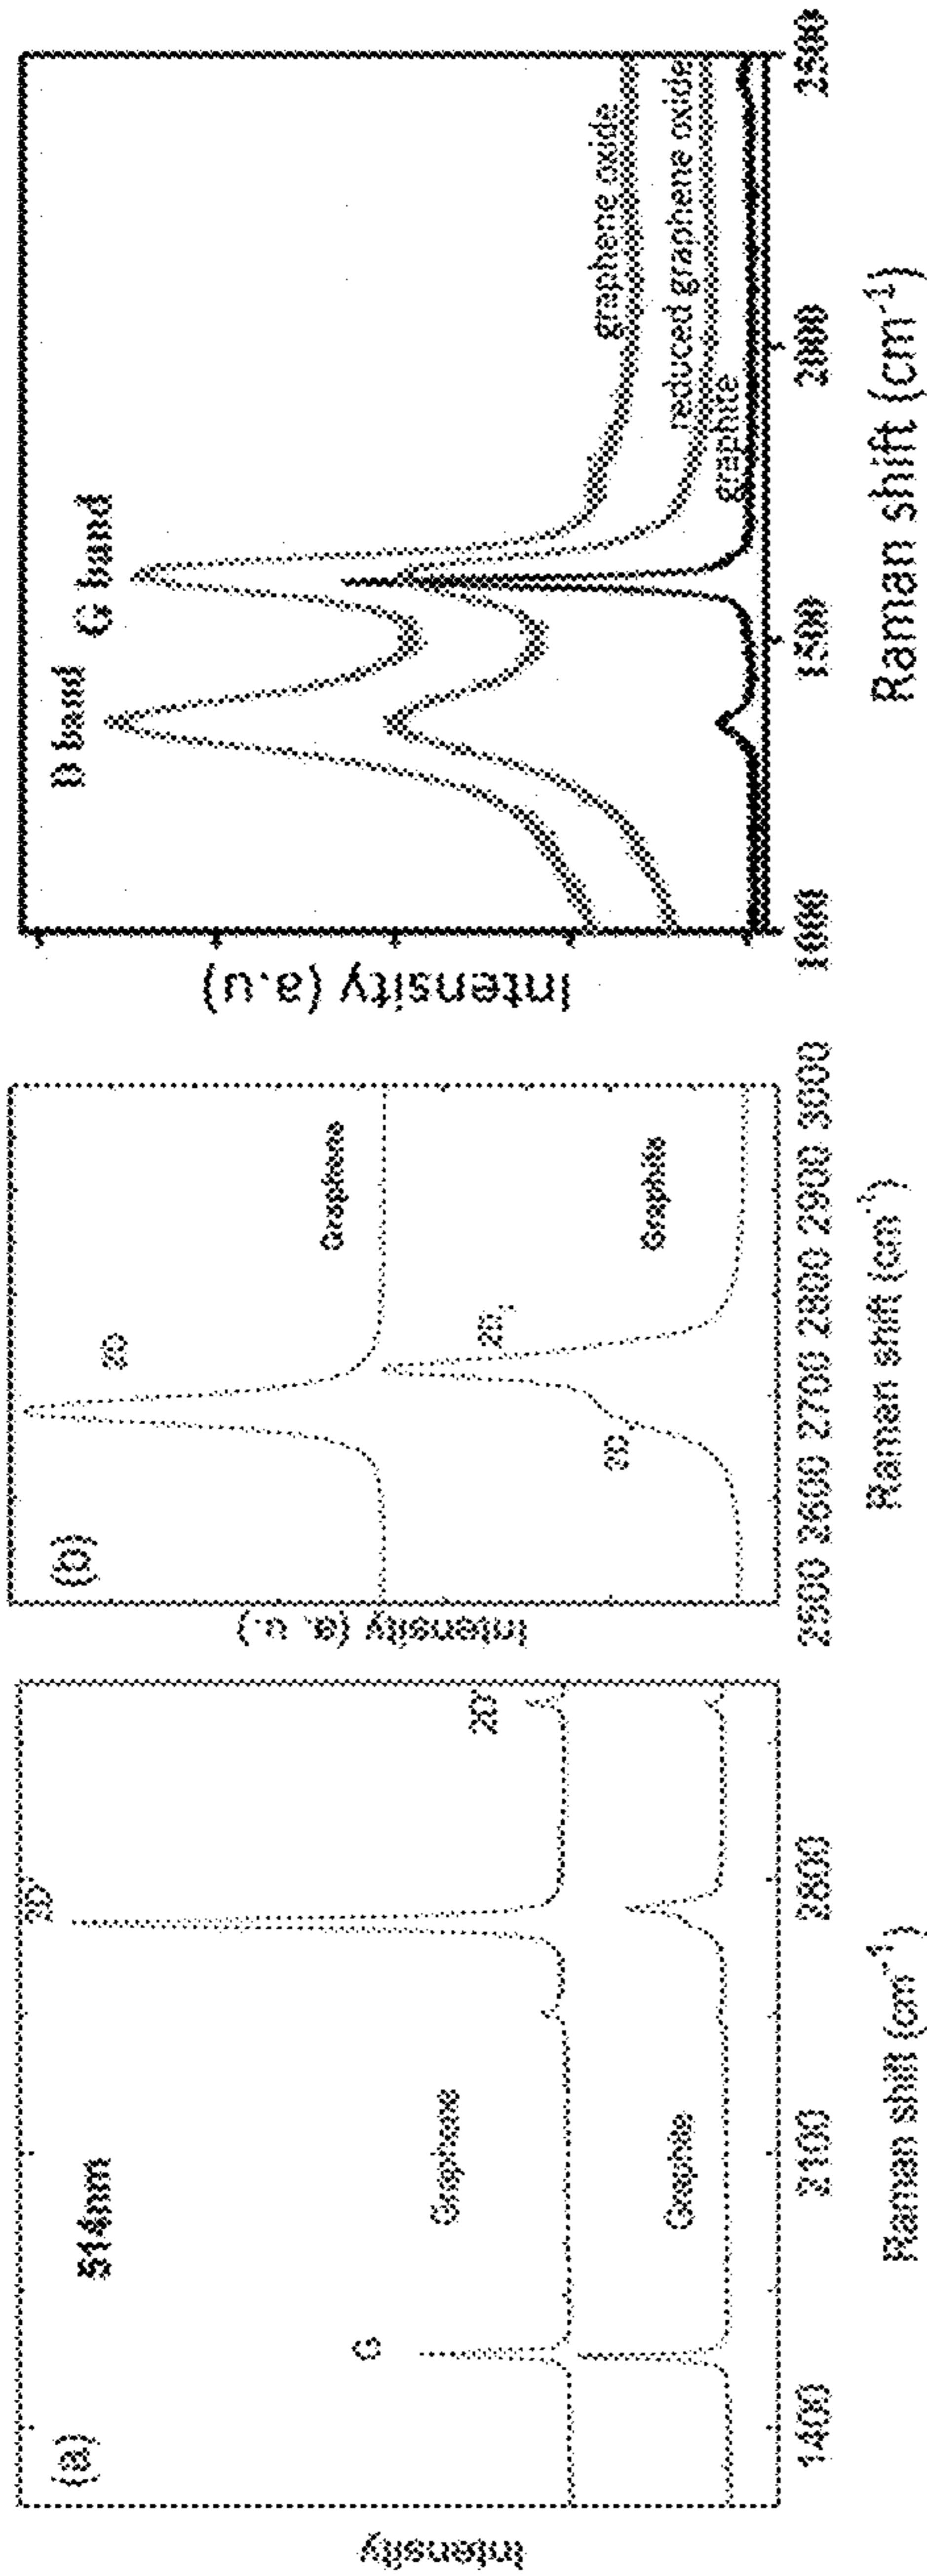 (a)
514nm
2D'
G
Graphene
2D'
Graphite
Intensity
1400
2100
2800
Raman shift (cm-1)
(b)
2D
Graphene
2D
2D
Graphite
Intensity (a. u.)
2500 2600 2700 2800 2900 3000
Raman shift (cm-1)
D band
G band
graphene oxide
reduced graphene oxide
graphite
Intensity (a.u)
1000
1500
2000
2500
Raman shift (cm-1)